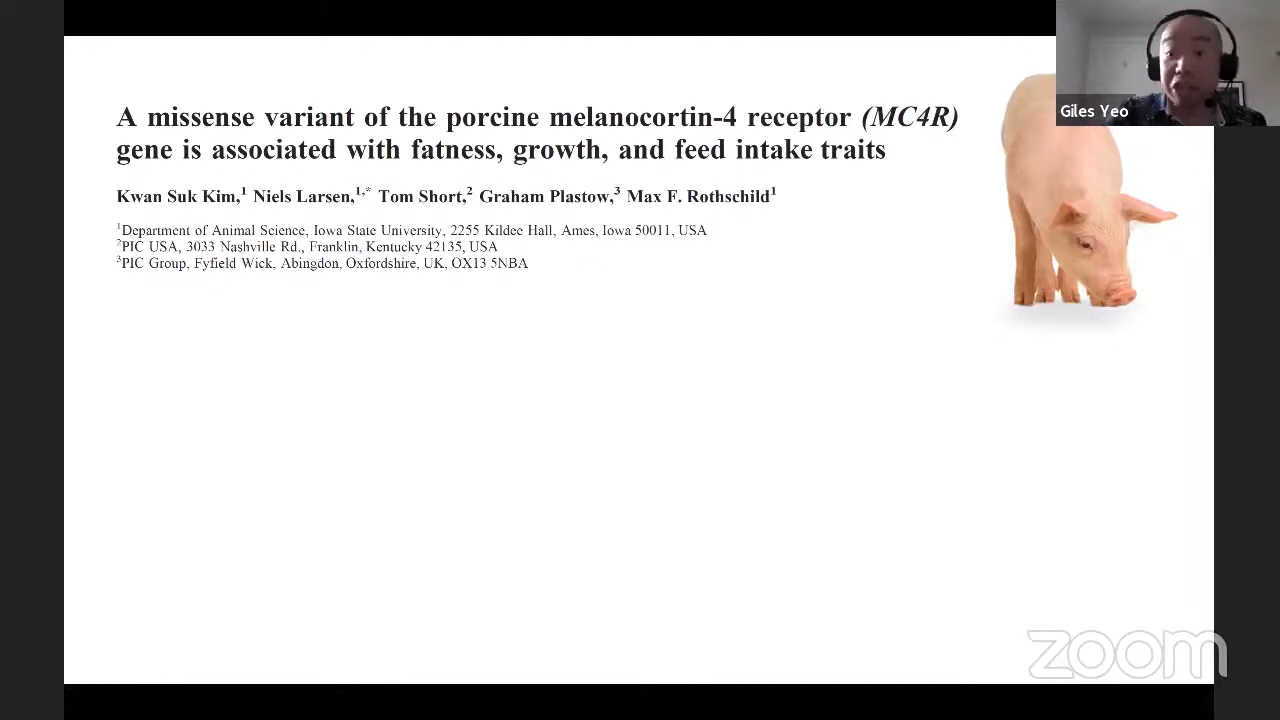 Giles Yeo
A missense variant of the porcine melanocortin-4 receptor (MC4R)
gene is associated with fatness, growth, and feed intake traits
Kwan Suk Kim,1 Niels Larsen,1,* Tom Short,2 Graham Plastow,3 Max F. Rothschild1
1Department of Animal Science, Iowa State University, 2255 Kildee Hall, Ames, Iowa 50011, USA
2PIC USA, 3033 Nashville Rd., Franklin, Kentucky 42135, USA
3PIC Group, Fyfield Wick, Abingdon, Oxfordshire, UK, OX13 5NBA
zoom